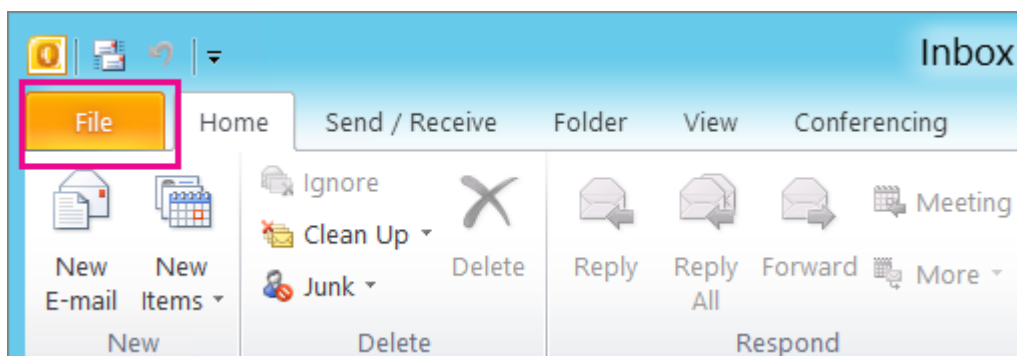 Inbox
File Home Send / Receive Folder View Conferencing
Ignore
Clean Up
Junk
New E-mail
New Items
Delete
Reply
Reply All
Forward
Meeting
More
New Delete Respond